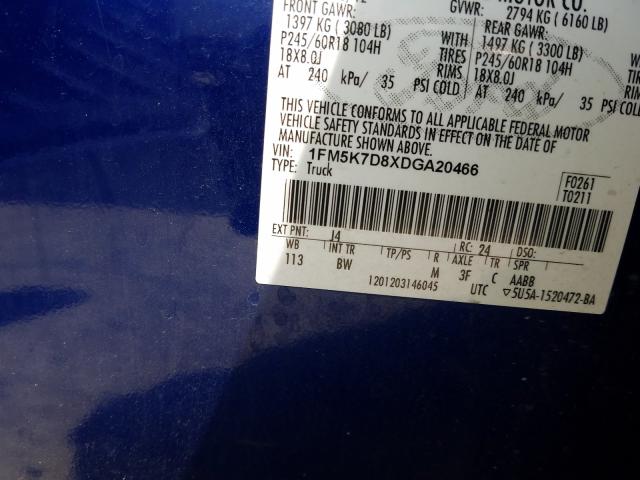 MOTOR CO.
GVWR: 2794 KG ( 6160 LB)
FRONT GAWR: REAR GAWR:
1397 KG ( 3080 LB) 1497 KG ( 3300 LB)
P245/60R18 104H TIRES P245/60R18 104H TIRES
18X8.0J RIMS 18X8.0J RIMS
AT 240 kPa/ 35 PSI COLD AT 240 kPa/ 35 PSI COLD
THIS VEHICLE CONFORMS TO ALL APPLICABLE FEDERAL MOTOR
VEHICLE SAFETY STANDARDS IN EFFECT ON THE DATE OF
MANUFACTURE SHOWN ABOVE.
VIN: 1FM5K7D8XDGA20466
TYPE: Truck
F0261
T0211
EXT PNT: J4 RC: 24 DSO:
WB INT TR TP/PS R AXLE TR SPR
113 BW M 3F C AABB
1201203146045 UTC ▽5U5A-1520472-BA